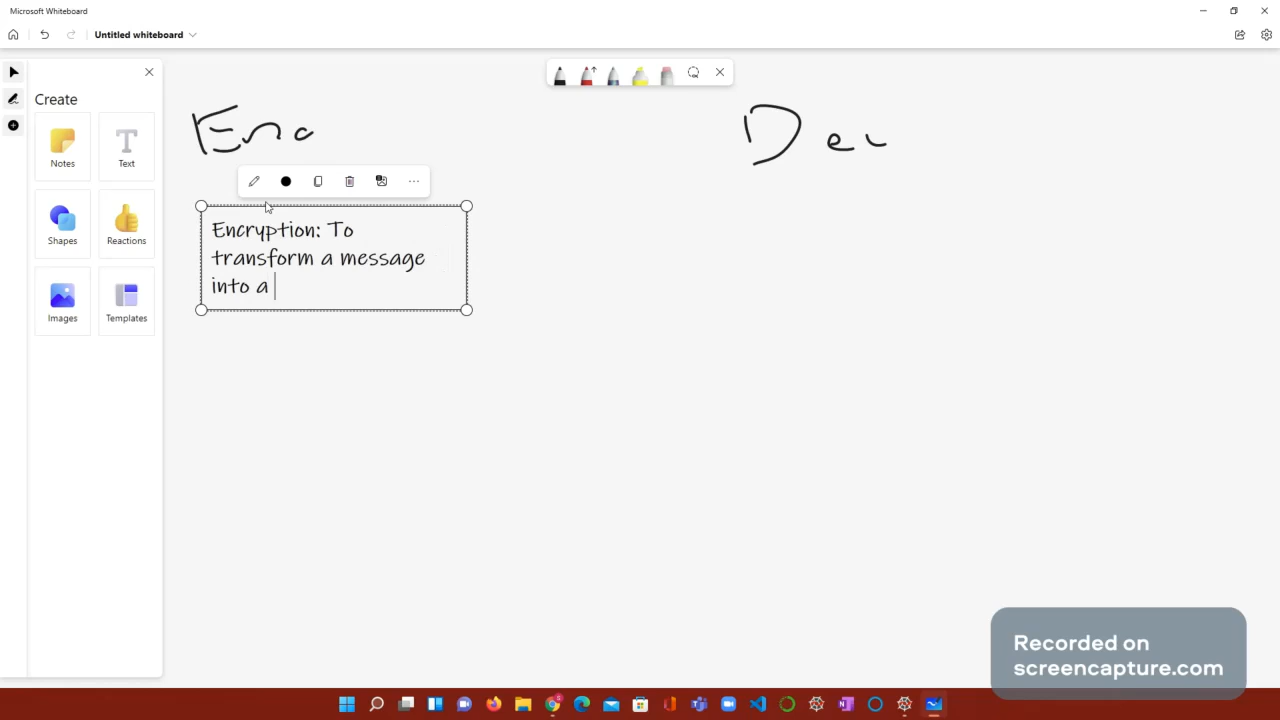 Microsoft Whiteboard
Untitled whiteboard
Create
Enc
Dec
Notes
Text
Encryption: To
transform a message
into a
Shapes
Reactions
Images
Templates
Recorded on
screencapture.com